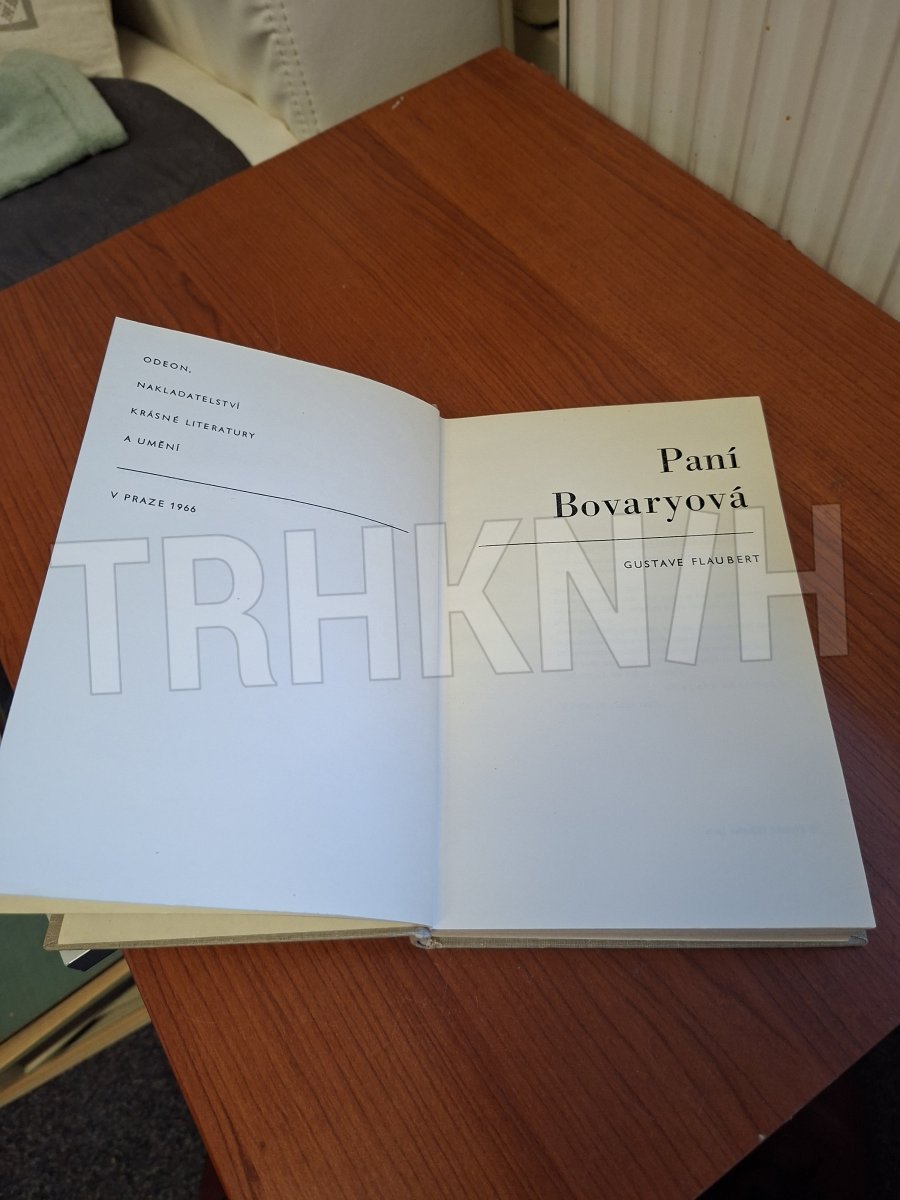 ODEON,
NAKLADATELSTVÍ
KRÁSNÉ LITERATURY
A UMĚNÍ
V PRAZE 1966
Paní
Bovaryová
GUSTAVE FLAUBERT
TRHKNIH